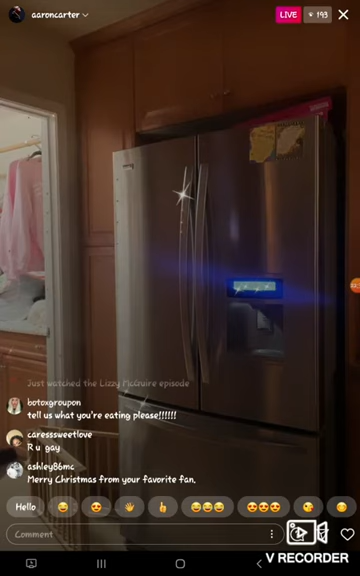 aaroncarter
LIVE
193
Just watched the Lizzy McGuire episode
botoxgroupon
tell us what you're eating please!!!!!!
caresssweetlove
R u gay
ashley86mc
Merry Christmas from your favorite fan.
Hello
Comment
V RECORDER